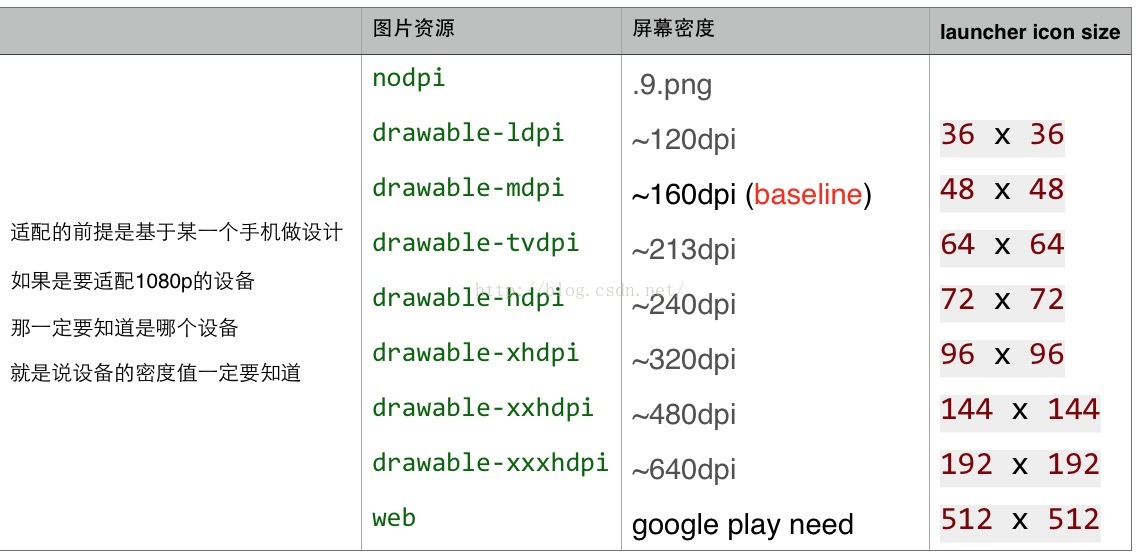 图片资源 屏幕密度 launcher icon size
适配的前提是基于某一个手机做设计
如果是要适配1080p的设备
那一定要知道是哪个设备
就是说设备的密度值一定要知道
nodpi .9.png
drawable-ldpi ~120dpi 36 x 36
drawable-mdpi ~160dpi (baseline) 48 x 48
drawable-tvdpi ~213dpi 64 x 64
drawable-hdpi ~240dpi 72 x 72
drawable-xhdpi ~320dpi 96 x 96
drawable-xxhdpi ~480dpi 144 x 144
drawable-xxxhdpi ~640dpi 192 x 192
web google play need 512 x 512
http://blog.csdn.net/